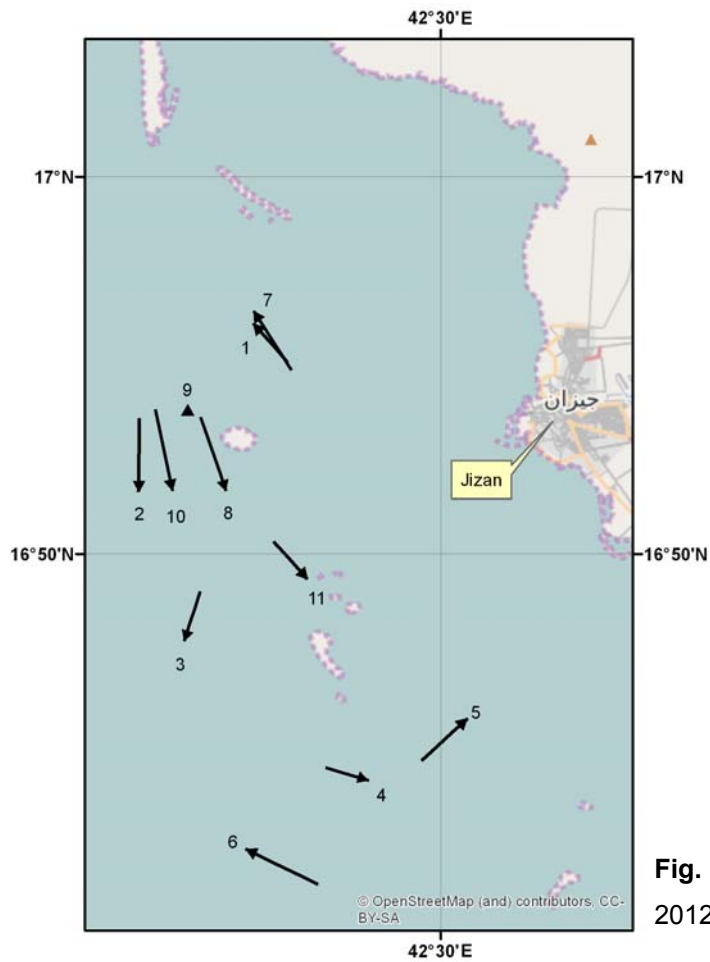 42°30'E
17°N
17°N
7
1
9
جيزان
Jizan
2
10
8
16°50'N
16°50'N
11
3
5
4
6
Fig.
© OpenStreetMap (and) contributors, CC-
BY-SA
2012
42°30'E